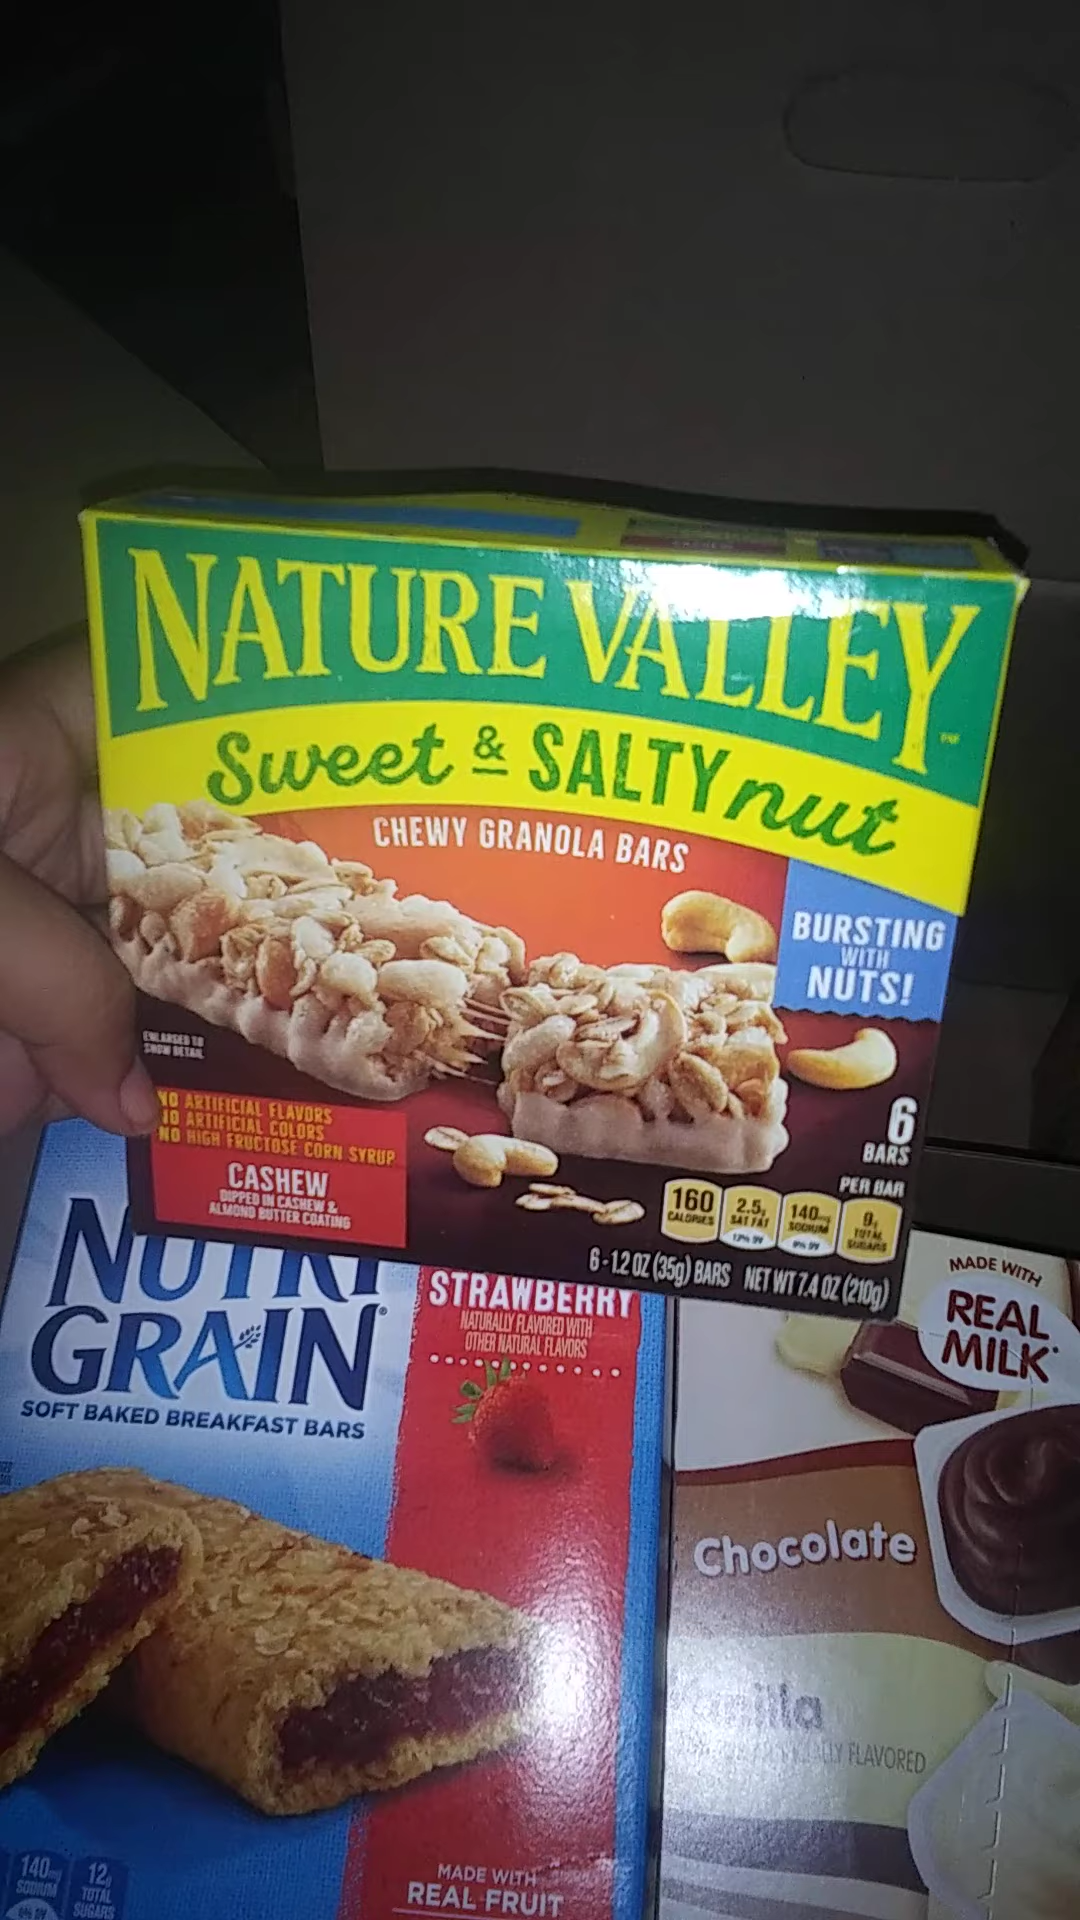 NATURE VALLEY
Sweet & SALTY nut
CHEWY GRANOLA BARS
BURSTING
WITH
NUTS!
ENLARGED TO
SHOW DETAIL
NO ARTIFICIAL FLAVORS
NO ARTIFICIAL COLORS
NO HIGH FRUCTOSE CORN SYRUP
CASHEW
DIPPED IN CASHEW &
ALMOND BUTTER COATING
6
BARS
PER BAR
160
CALORIES
2.5g
SAT FAT
12% DV
140mg
SODIUM
6% DV
9g
TOTAL
SUGARS
6 - 1.2 OZ (35g) BARS NET WT 7.4 OZ (210g)
NUTRI
GRAIN®
SOFT BAKED BREAKFAST BARS
STRAWBERRY
NATURALLY FLAVORED WITH
OTHER NATURAL FLAVORS
140mg
SODIUM
6% DV
12g
TOTAL
SUGARS
MADE WITH
REAL FRUIT
MADE WITH
REAL
MILK
Chocolate
FLAVORED